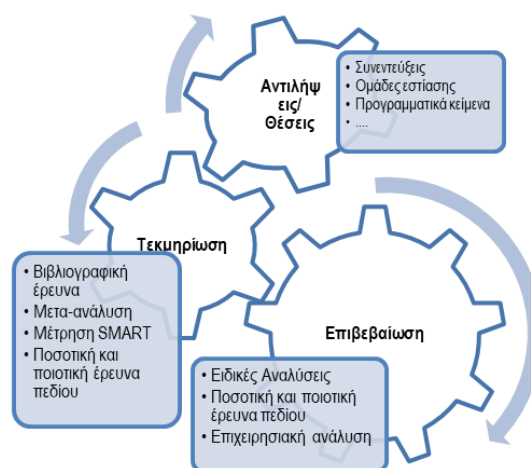 Αντιλήψ
εις/
Θέσεις
• Συνεντεύξεις
• Ομάδες εστίασης
• Προγραμματικά κείμενα
• ....
Τεκμηρίωση
• Βιβλιογραφική
έρευνα
• Μετα-ανάλυση
• Μέτρηση SMART
• Ποσοτική και
ποιοτική έρευνα
πεδίου
Επιβεβαίωση
• Ειδικές Αναλύσεις
• Ποσοτική και ποιοτική
έρευνα πεδίου
• Επιχειρησιακή ανάλυση